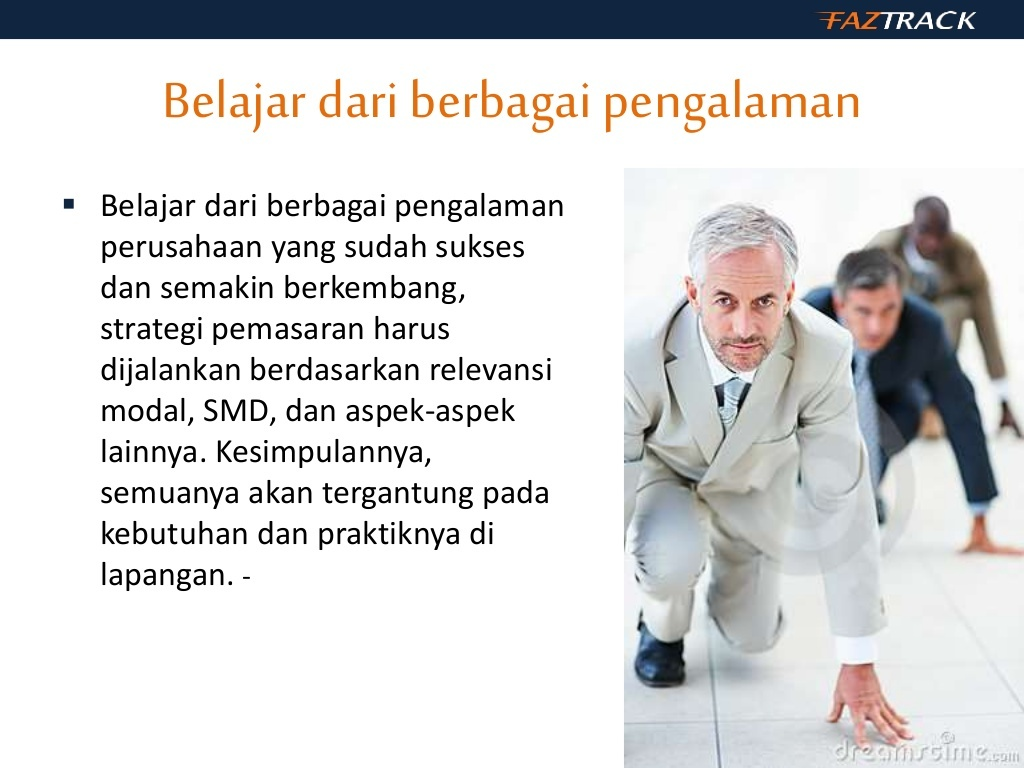 FAZTRACK
Belajar dari berbagai pengalaman
▪ Belajar dari berbagai pengalaman
perusahaan yang sudah sukses
dan semakin berkembang,
strategi pemasaran harus
dijalankan berdasarkan relevansi
modal, SMD, dan aspek-aspek
lainnya. Kesimpulannya,
semuanya akan tergantung pada
kebutuhan dan praktiknya di
lapangan. -
dreamstime.com